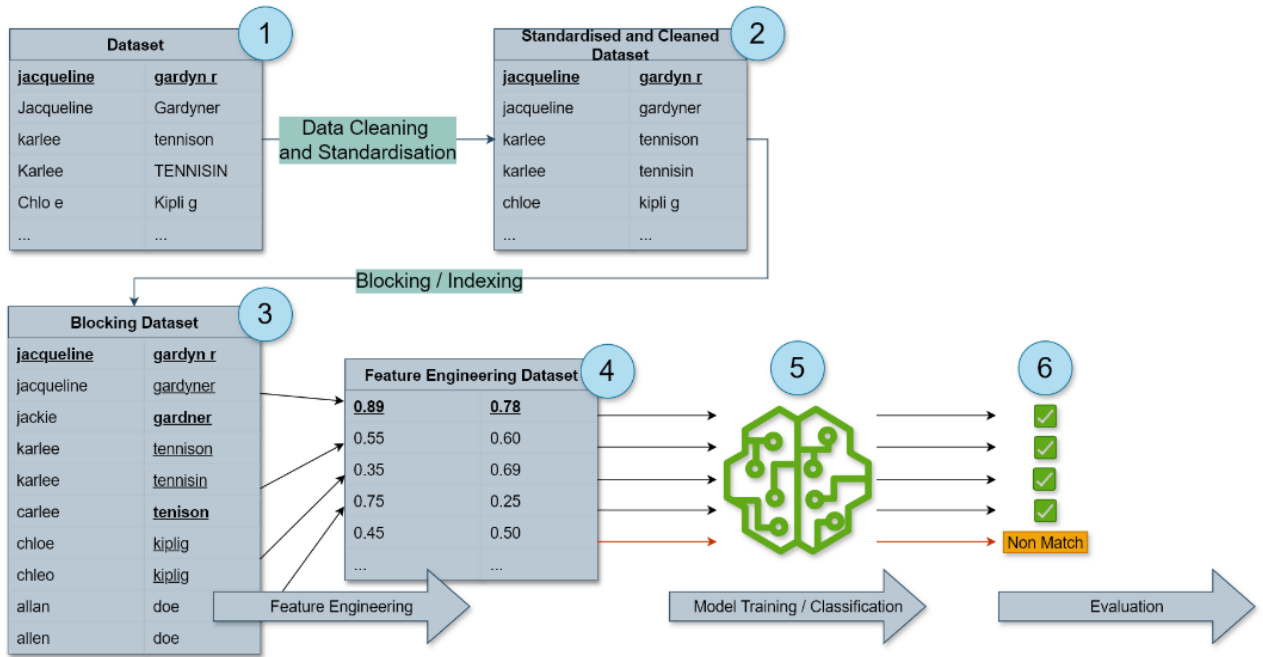 1
Dataset
jacqueline gardyn r
Jacqueline Gardyner
karlee tennison
Karlee TENNISIN
Chlo e Kipli g
... ...
Data Cleaning
and Standardisation
2
Standardised and Cleaned
Dataset
jacqueline gardyn r
jacqueline gardyner
karlee tennison
karlee tennisin
chloe kipli g
... ...
Blocking / Indexing
3
Blocking Dataset
jacqueline gardyn r
jacqueline gardyner
jackie gardner
karlee tennison
karlee tennisin
carlee tenison
chloe kiplig
chleo kiplig
allan doe
allen doe
Feature Engineering
4
Feature Engineering Dataset
0.89 0.78
0.55 0.60
0.35 0.69
0.75 0.25
0.45 0.50
... ...
5
Model Training / Classification
6
Non Match
Evaluation